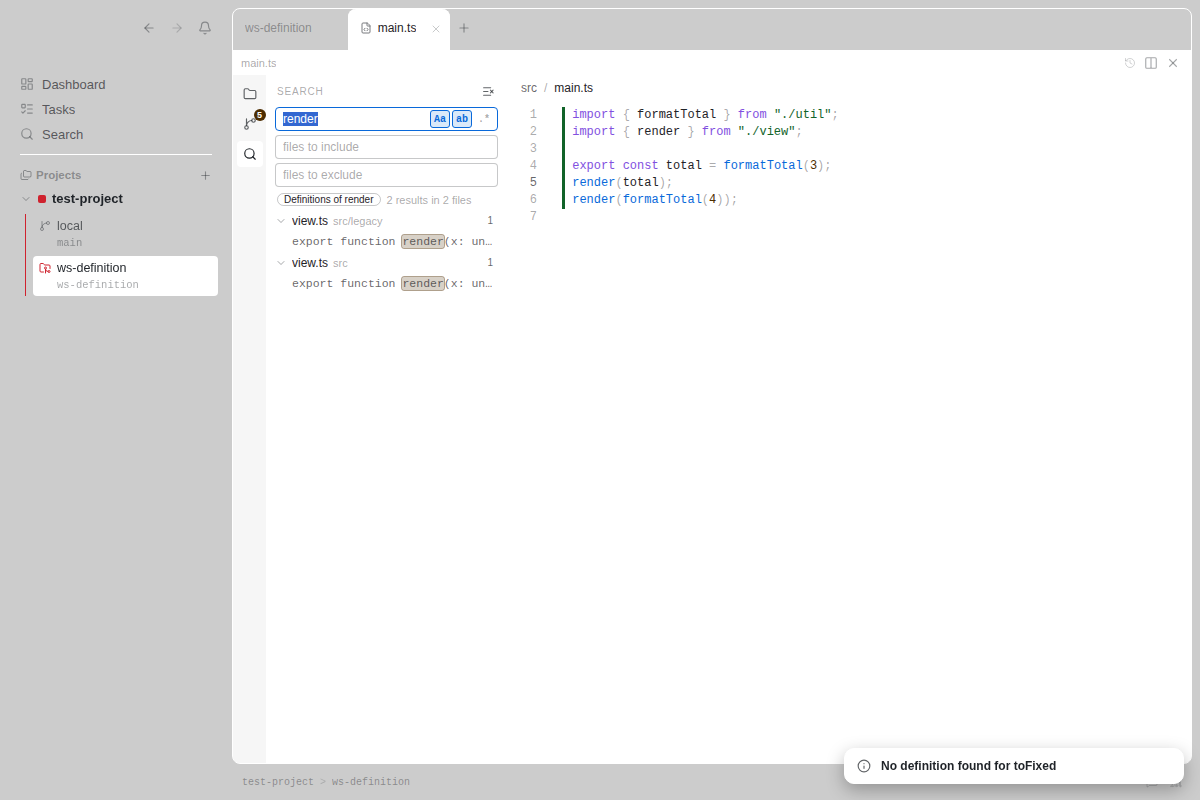 ws-definition
main.ts
main.ts
Dashboard
Tasks
Search
Projects
test-project
local
main
ws-definition
ws-definition
5
SEARCH
render
Aa
ab
.*
files to include
files to exclude
Definitions of render
2 results in 2 files
view.ts src/legacy 1
export function render(x: un…
view.ts src 1
export function render(x: un…
src / main.ts
1 import { formatTotal } from "./util";
2 import { render } from "./view";
3
4 export const total = formatTotal(3);
5 render(total);
6 render(formatTotal(4));
7
test-project > ws-definition
No definition found for toFixed